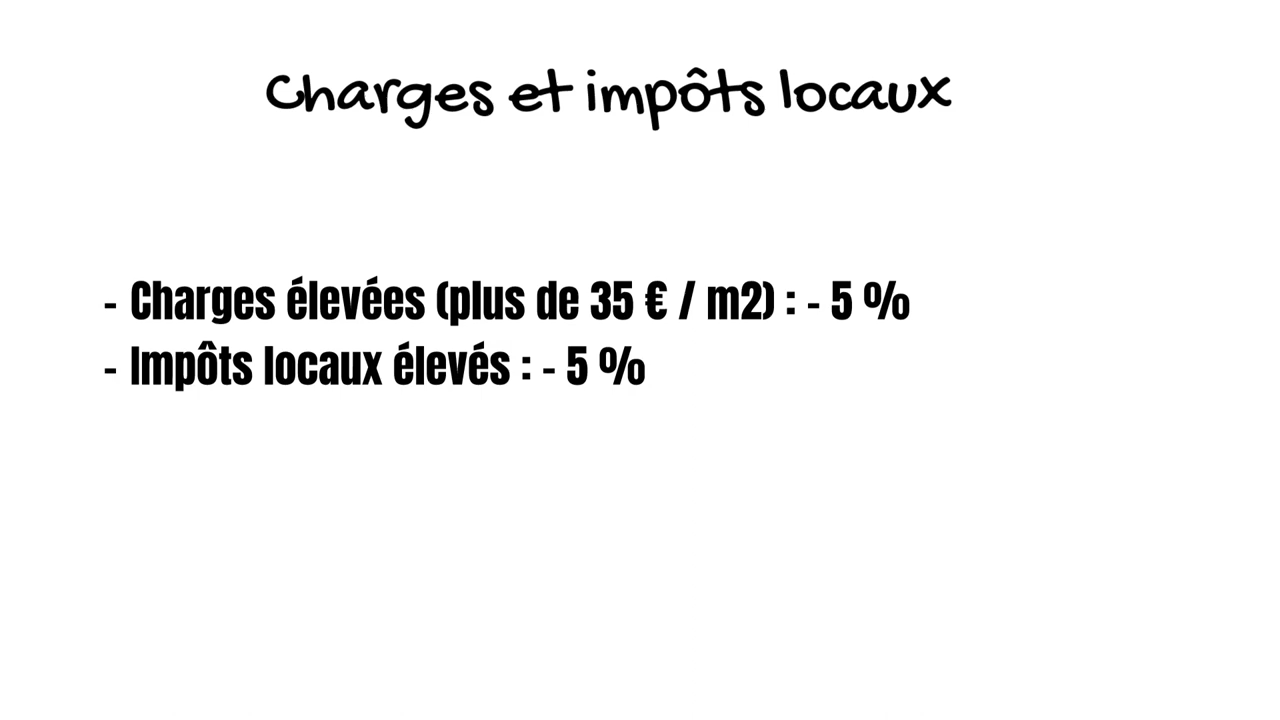 Charges et impôts locaux
- Charges élevées (plus de 35 € / m2) : - 5 %
- Impôts locaux élevés : - 5 %